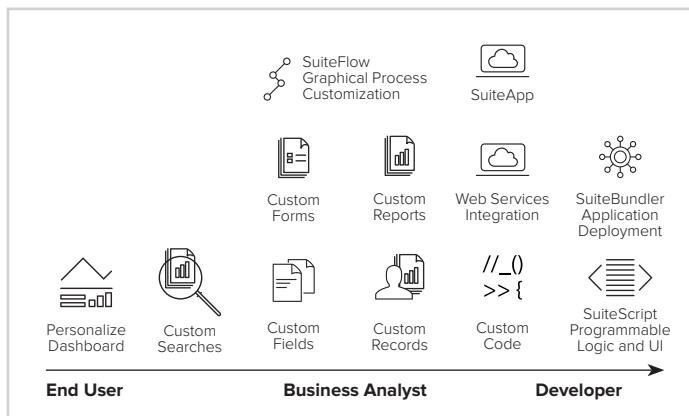 SuiteFlow
Graphical Process
Customization
SuiteApp
Custom
Forms
Custom
Reports
Web Services
Integration
SuiteBundler
Application
Deployment
//_()
>> {
Personalize
Dashboard
Custom
Searches
Custom
Fields
Custom
Records
Custom
Code
SuiteScript
Programmable
Logic and UI
End User
Business Analyst
Developer